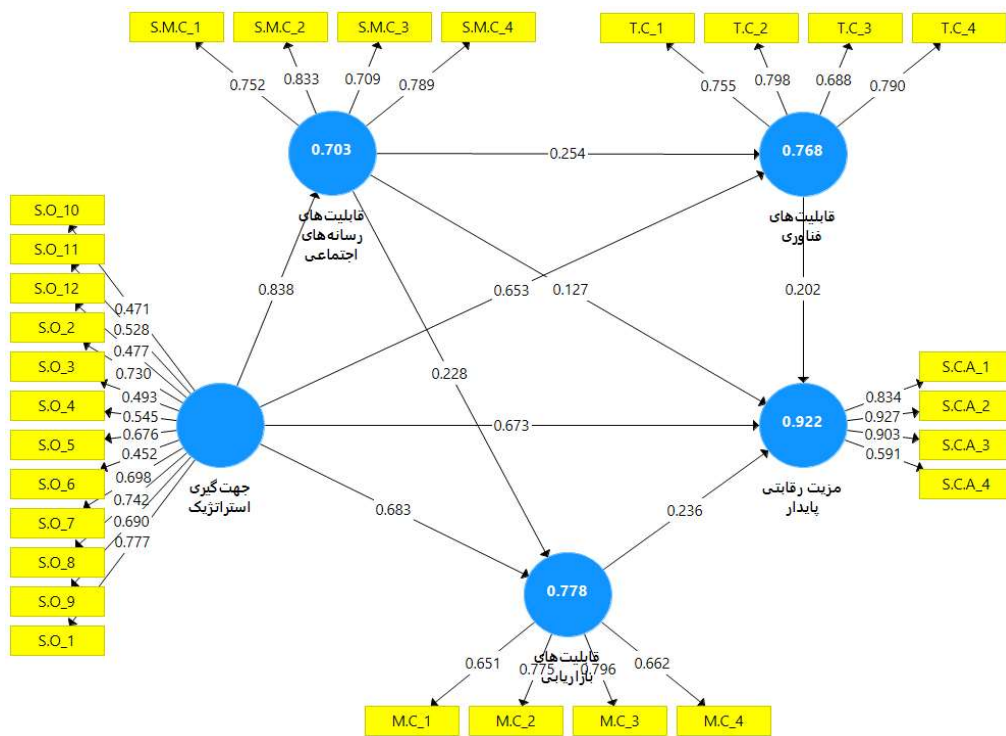 S.M.C_1
S.M.C_2
S.M.C_3
S.M.C_4
T.C_1
T.C_2
T.C_3
T.C_4
0.752
0.833
0.709
0.789
0.755
0.798
0.688
0.790
0.703
0.254
0.768
قابلیت‌های
رسانه‌های
اجتماعی
قابلیت‌های
فناوری
S.O_10
S.O_11
S.O_12
S.O_2
S.O_3
S.O_4
S.O_5
S.O_6
S.O_7
S.O_8
S.O_9
S.O_1
0.471
0.528
0.477
0.730
0.493
0.545
0.676
0.452
0.698
0.742
0.690
0.777
0.838
0.653
0.127
0.202
0.228
0.673
0.922
جهت‌گیری
استراتژیک
مزیت رقابتی
پایدار
0.834
0.927
0.903
0.591
S.C.A_1
S.C.A_2
S.C.A_3
S.C.A_4
0.683
0.236
0.778
قابلیت‌های
بازاریابی
0.651
0.775
0.796
0.662
M.C_1
M.C_2
M.C_3
M.C_4